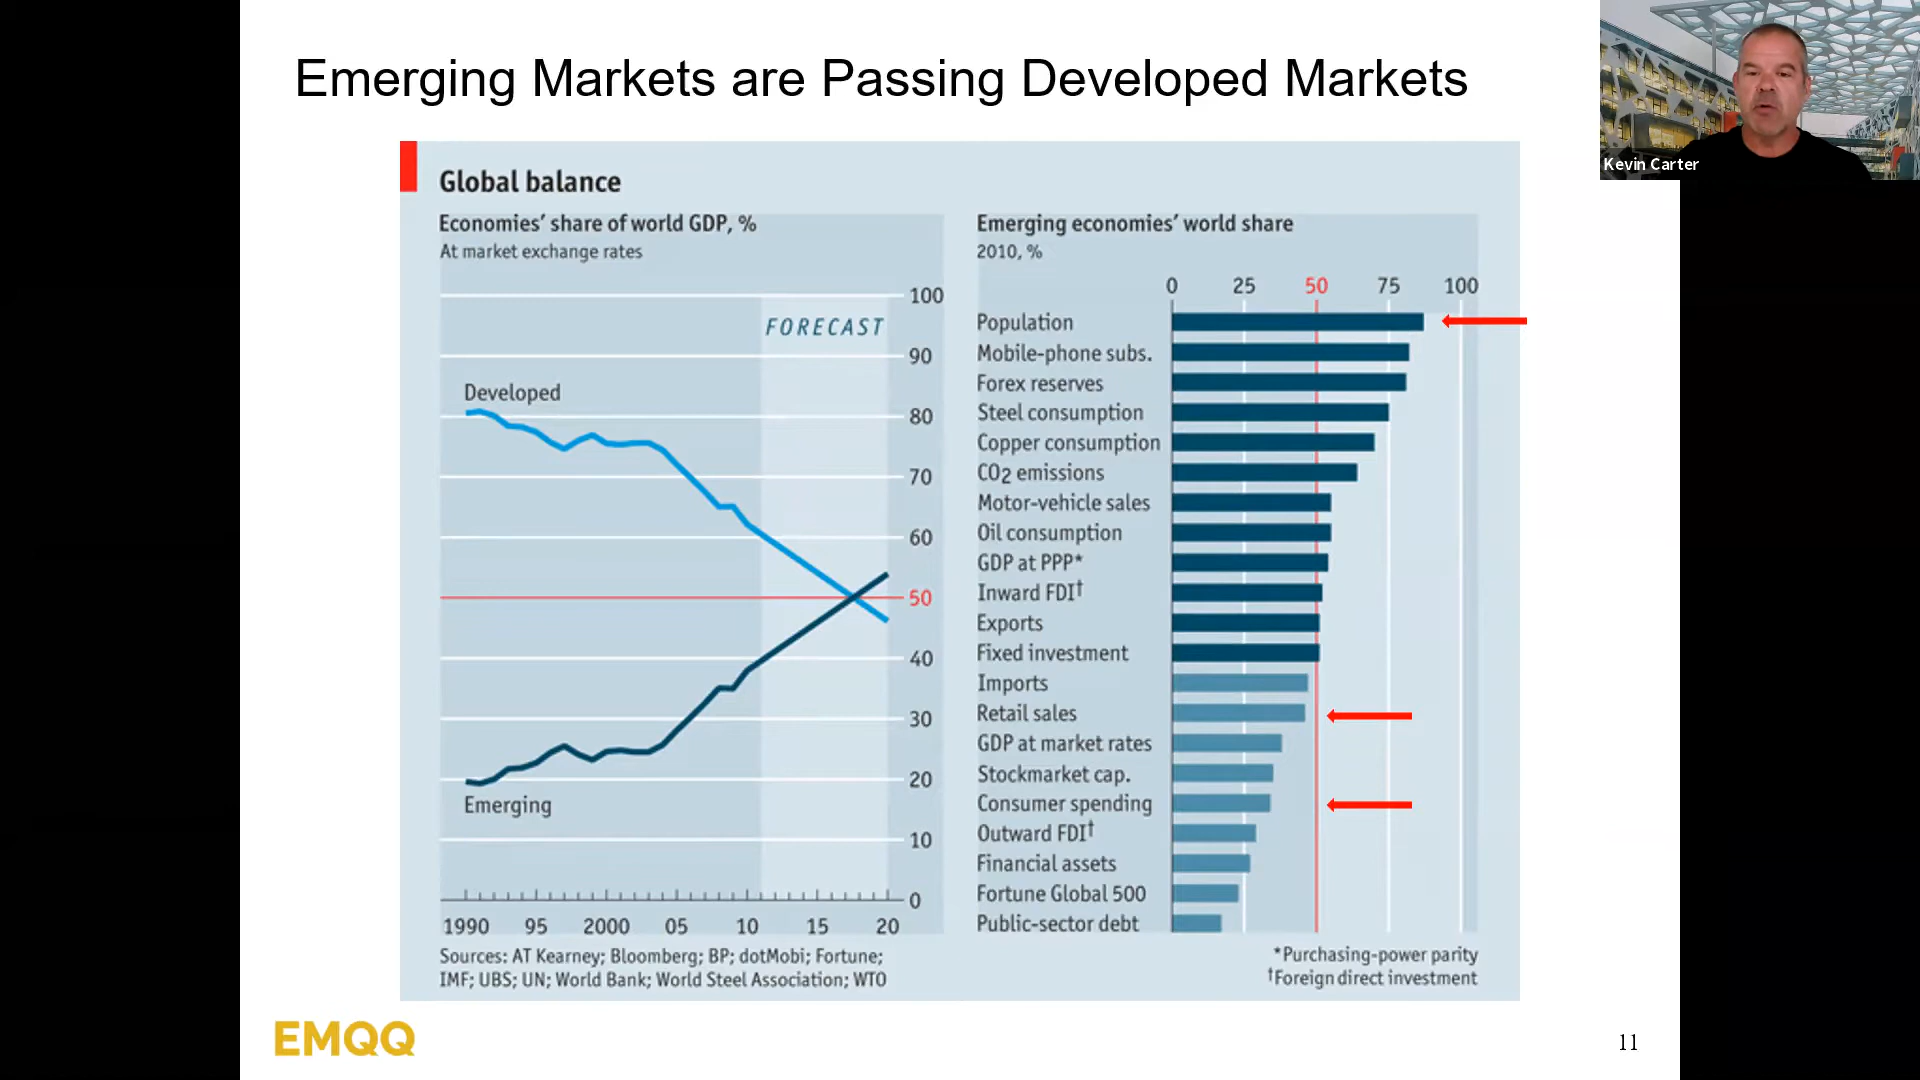 Emerging Markets are Passing Developed Markets
Kevin Carter
Global balance
Economies' share of world GDP, %
At market exchange rates
100
FORECAST
90
Developed
80
70
60
50
40
30
20
Emerging
10
0
1990 95 2000 05 10 15 20
Sources: AT Kearney; Bloomberg; BP; dotMobi; Fortune;
IMF; UBS; UN; World Bank; World Steel Association; WTO
Emerging economies' world share
2010, %
0 25 50 75 100
Population
Mobile-phone subs.
Forex reserves
Steel consumption
Copper consumption
CO2 emissions
Motor-vehicle sales
Oil consumption
GDP at PPP*
Inward FDI†
Exports
Fixed investment
Imports
Retail sales
GDP at market rates
Stockmarket cap.
Consumer spending
Outward FDI†
Financial assets
Fortune Global 500
Public-sector debt
*Purchasing-power parity
†Foreign direct investment
EMQQ
11